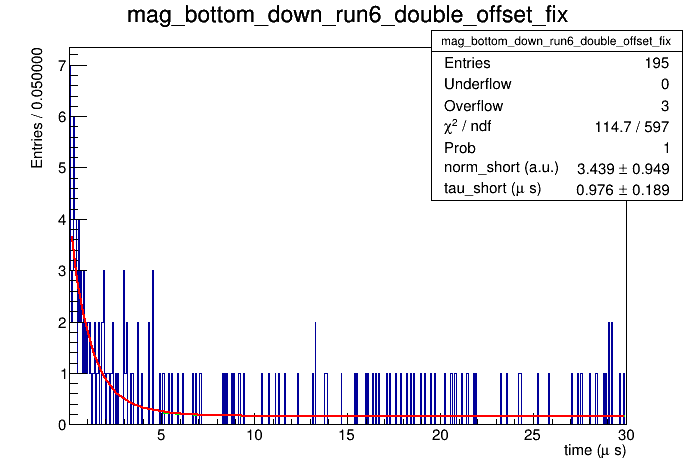 mag_bottom_down_run6_double_offset_fix
mag_bottom_down_run6_double_offset_fix
Entries 195
Underflow 0
Overflow 3
χ² / ndf 114.7 / 597
Prob 1
norm_short (a.u.) 3.439 ± 0.949
tau_short (μ s) 0.976 ± 0.189
Entries / 0.050000
7
6
5
4
3
2
1
0
5 10 15 20 25 30
time (μ s)